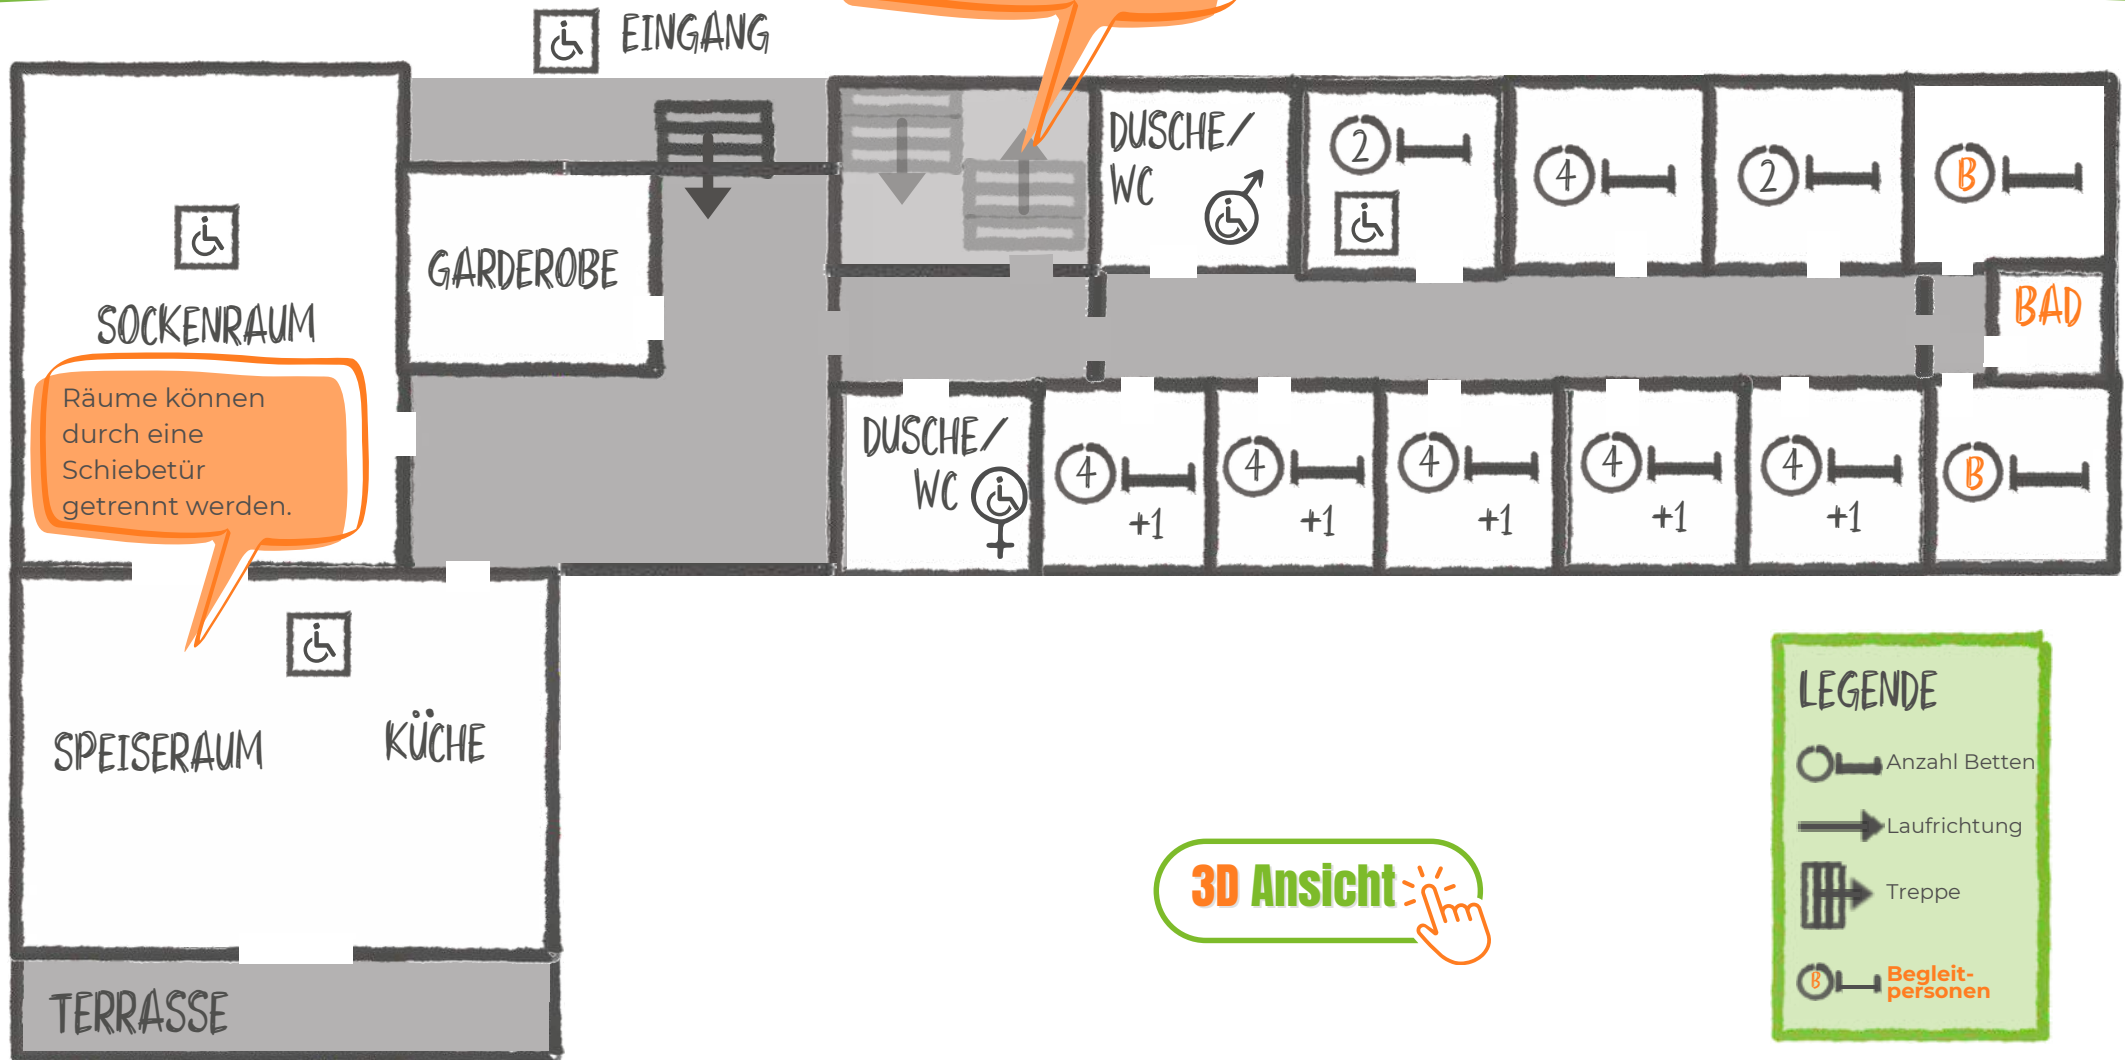 EINGANG
DUSCHE/
WC
2
4
2
B
GARDEROBE
SOCKENRAUM
BAD
Räume können
durch eine
Schiebetür
getrennt werden.
DUSCHE/
WC
4
+1
4
+1
4
+1
4
+1
4
+1
B
SPEISERAUM
KÜCHE
TERRASSE
3D Ansicht
LEGENDE
Anzahl Betten
Laufrichtung
Treppe
B
Begleit-
personen